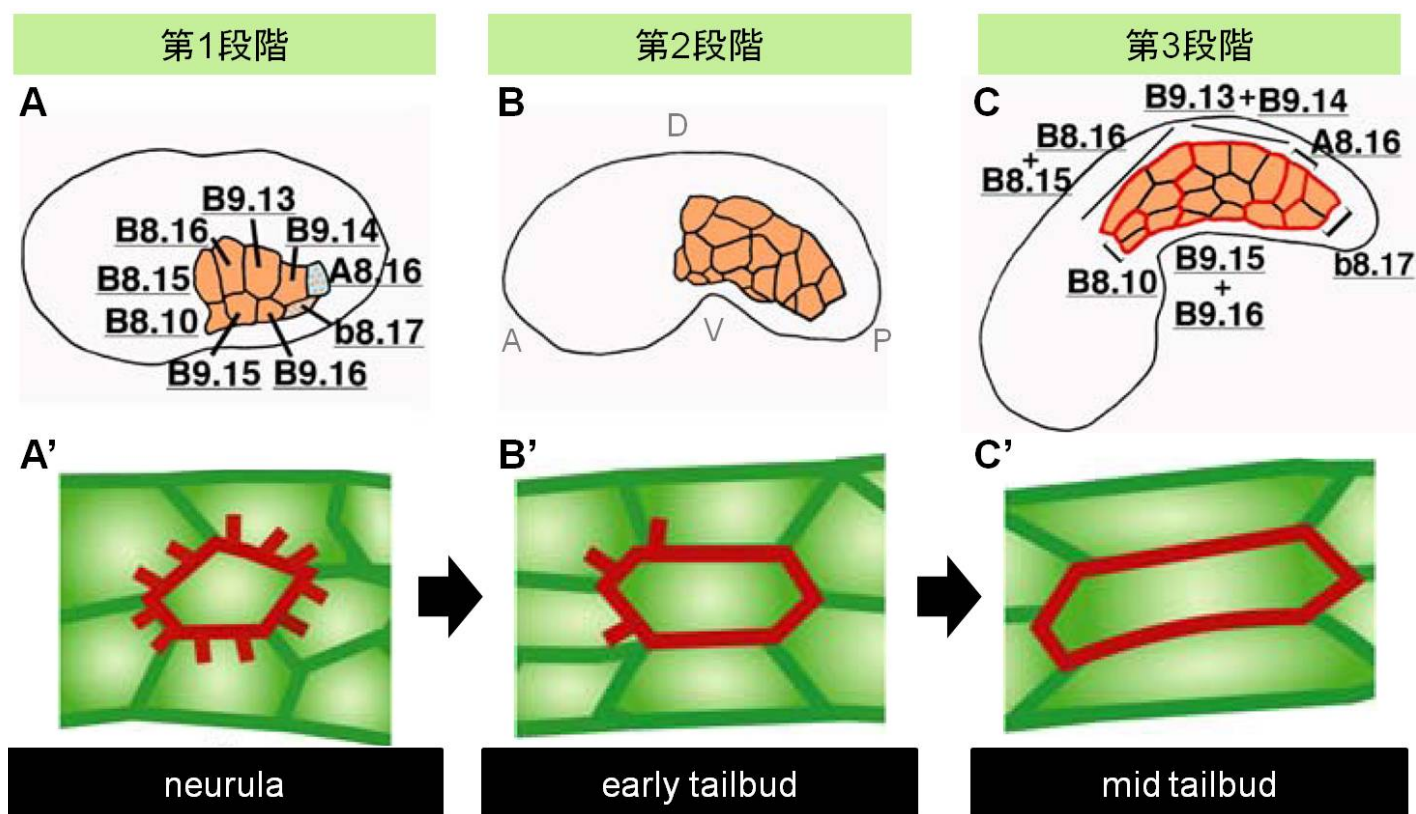 第1段階
第2段階
第3段階
A
B9.13
B8.16
B9.14
B8.15
A8.16
B8.10
b8.17
B9.15 B9.16
B
D
A
V
P
C
B9.13+B9.14
B8.16
+
B8.15
A8.16
B8.10
B9.15
+
B9.16
b8.17
A’
B’
C’
neurula
early tailbud
mid tailbud